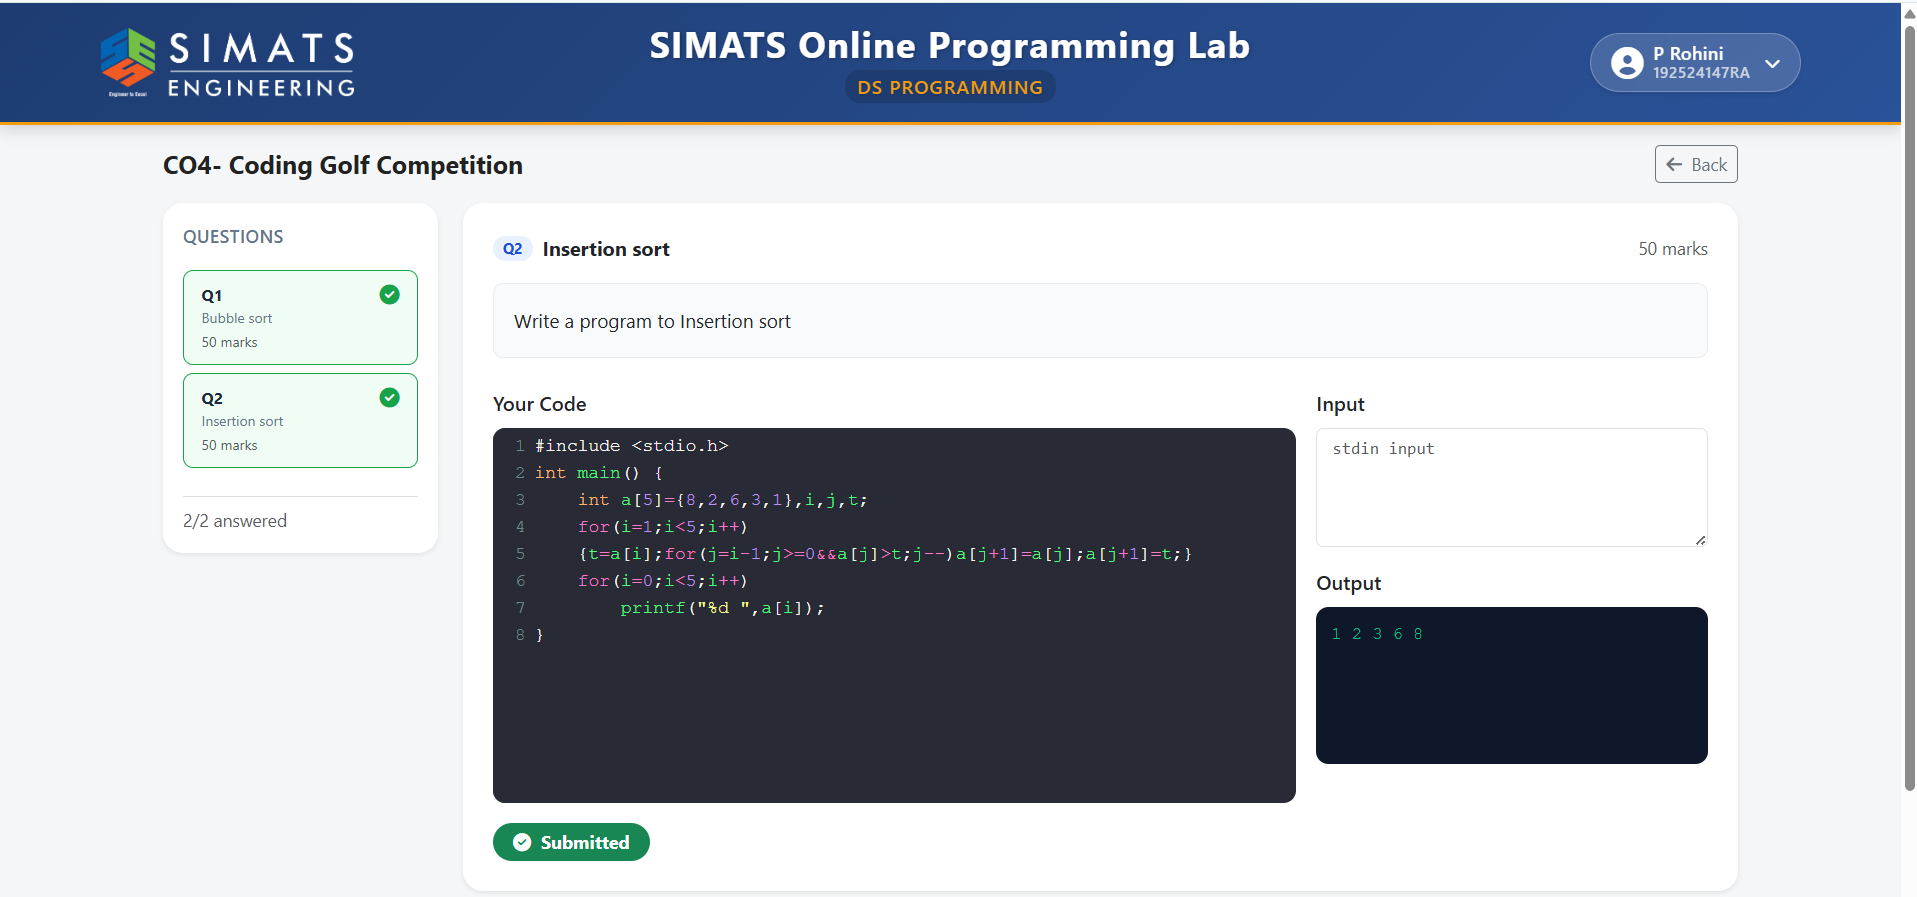 SIMATS
ENGINEERING
Engineer to Excel
SIMATS Online Programming Lab
DS PROGRAMMING
P Rohini
192524147RA
CO4- Coding Golf Competition
Back
QUESTIONS
Q1
Bubble sort
50 marks
Q2
Insertion sort
50 marks
2/2 answered
Q2 Insertion sort
50 marks
Write a program to Insertion sort
Your Code
1 #include <stdio.h>
2 int main() {
3     int a[5]={8,2,6,3,1},i,j,t;
4     for(i=1;i<5;i++)
5     {t=a[i];for(j=i-1;j>=0&&a[j]>t;j--)a[j+1]=a[j];a[j+1]=t;}
6     for(i=0;i<5;i++)
7         printf("%d ",a[i]);
8 }
Submitted
Input
stdin input
Output
1 2 3 6 8